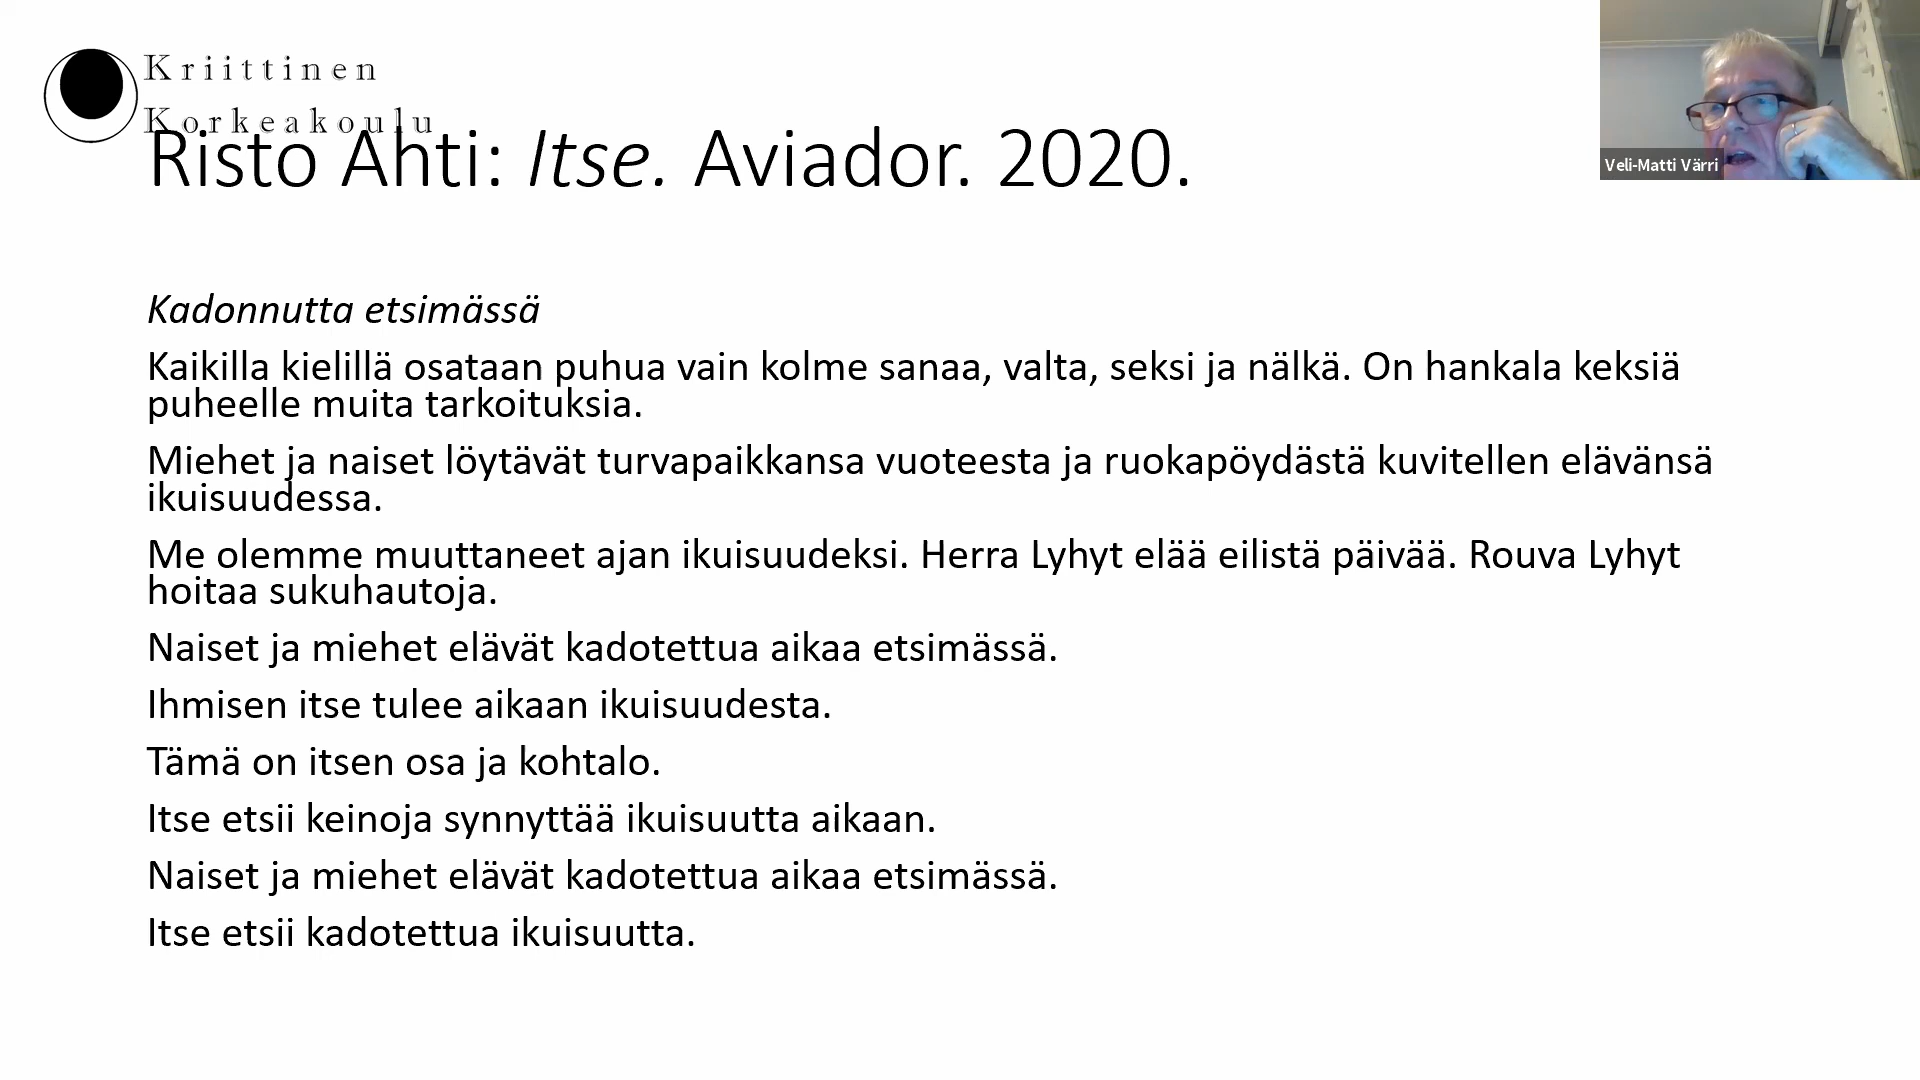 Kriittinen
Korkeakoulu
Risto Ahti: Itse. Aviador. 2020.
Veli-Matti Värri
Kadonnutta etsimässä
Kaikilla kielillä osataan puhua vain kolme sanaa, valta, seksi ja nälkä. On hankala keksiä
puheelle muita tarkoituksia.
Miehet ja naiset löytävät turvapaikkansa vuoteesta ja ruokapöydästä kuvitellen elävänsä
ikuisuudessa.
Me olemme muuttaneet ajan ikuisuudeksi. Herra Lyhyt elää eilistä päivää. Rouva Lyhyt
hoitaa sukuhautoja.
Naiset ja miehet elävät kadotettua aikaa etsimässä.
Ihmisen itse tulee aikaan ikuisuudesta.
Tämä on itsen osa ja kohtalo.
Itse etsii keinoja synnyttää ikuisuutta aikaan.
Naiset ja miehet elävät kadotettua aikaa etsimässä.
Itse etsii kadotettua ikuisuutta.